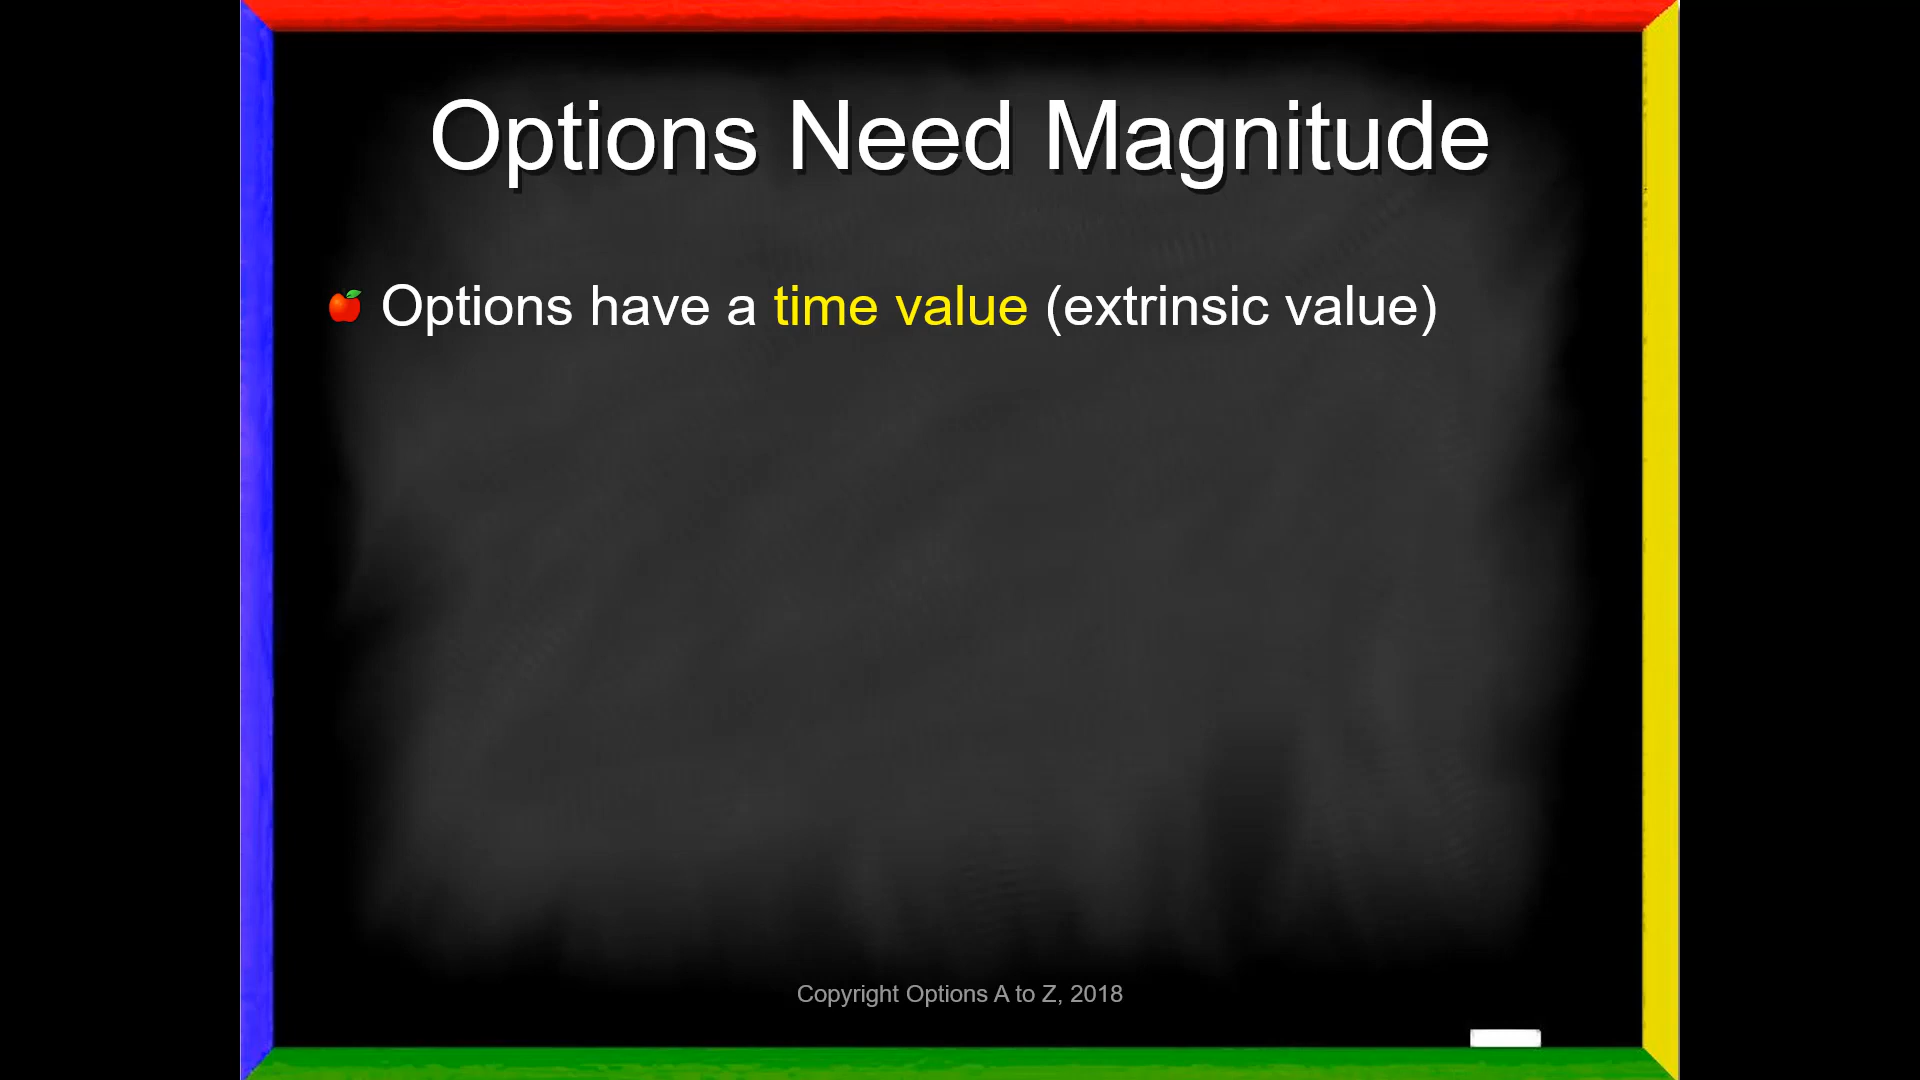 Options Need Magnitude
Options have a time value (extrinsic value)
Copyright Options A to Z, 2018